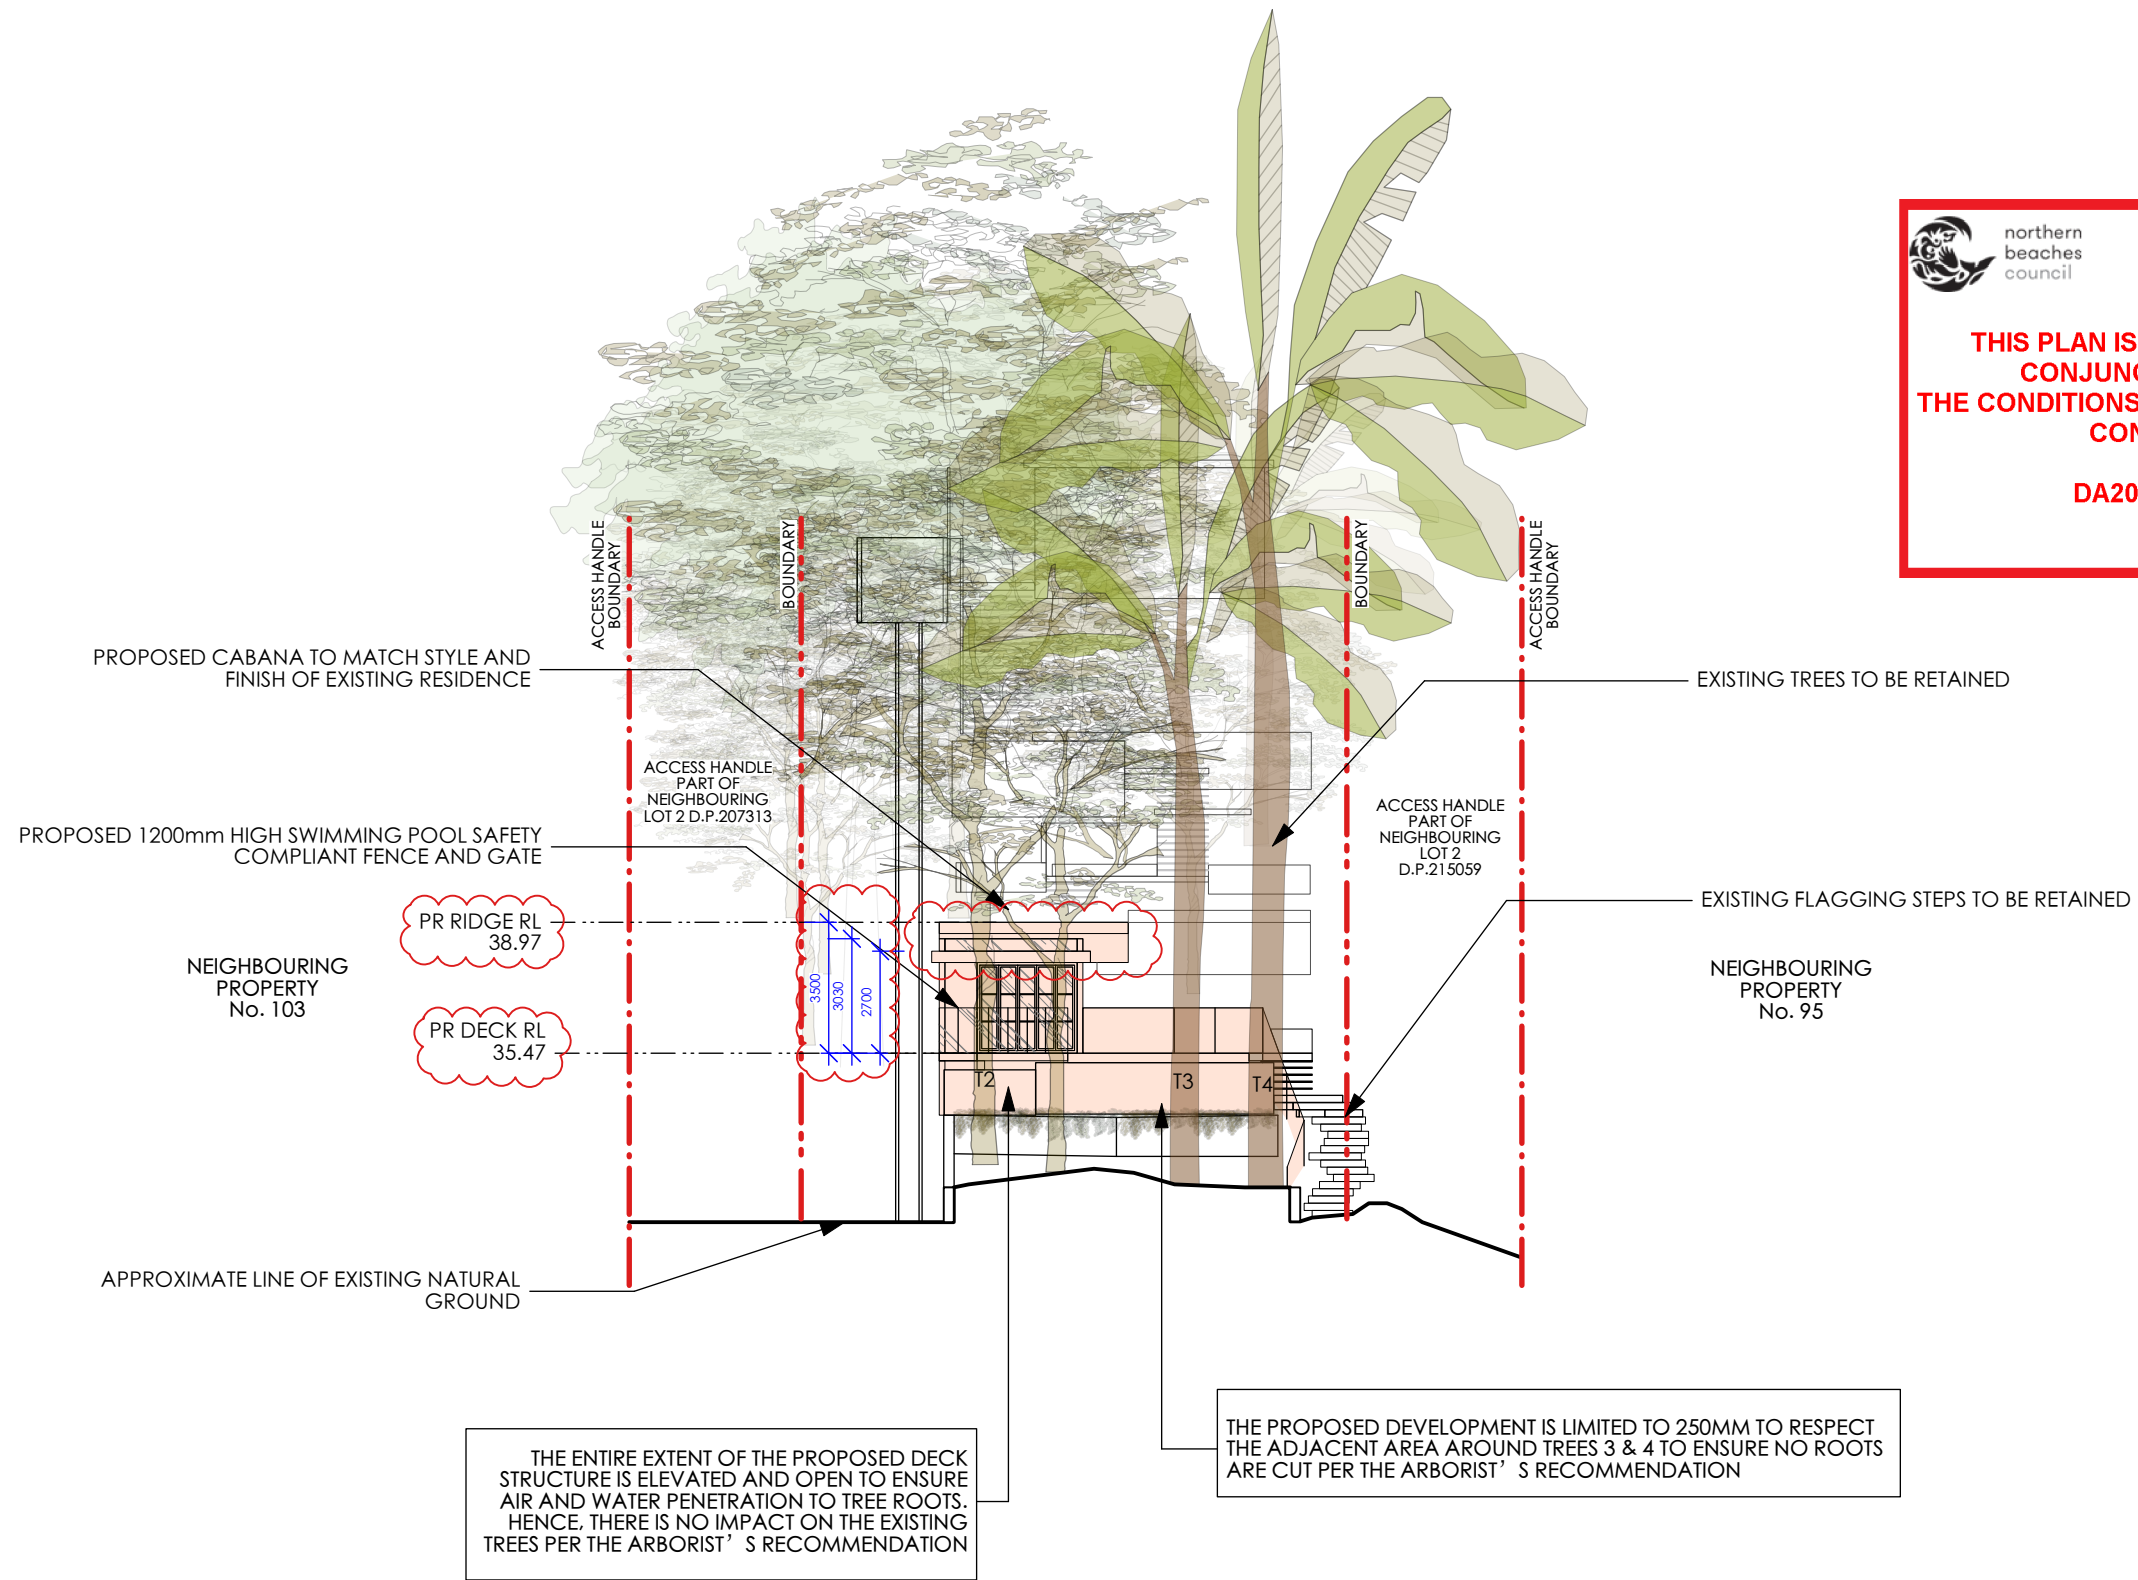 northern
beaches
council
THIS PLAN IS
THE CONDITIONS
DA20
ACCESS HANDLE
BOUNDARY
BOUNDARY
BOUNDARY
ACCESS HANDLE
BOUNDARY
PROPOSED CABANA TO MATCH STYLE AND
FINISH OF EXISTING RESIDENCE
EXISTING TREES TO BE RETAINED
ACCESS HANDLE
PART OF
NEIGHBOURING
LOT 2 D.P.207313
ACCESS HANDLE
PART OF
NEIGHBOURING
LOT 2
D.P.215059
PROPOSED 1200mm HIGH SWIMMING POOL SAFETY
COMPLIANT FENCE AND GATE
EXISTING FLAGGING STEPS TO BE RETAINED
PR RIDGE RL
38.97
NEIGHBOURING
PROPERTY
No. 103
NEIGHBOURING
PROPERTY
No. 95
3500
3030
2700
PR DECK RL
35.47
T2
T3
T4
APPROXIMATE LINE OF EXISTING NATURAL
GROUND
THE ENTIRE EXTENT OF THE PROPOSED DECK
STRUCTURE IS ELEVATED AND OPEN TO ENSURE
AIR AND WATER PENETRATION TO TREE ROOTS.
HENCE, THERE IS NO IMPACT ON THE EXISTING
TREES PER THE ARBORIST’ S RECOMMENDATION
THE PROPOSED DEVELOPMENT IS LIMITED TO 250MM TO RESPECT
THE ADJACENT AREA AROUND TREES 3 & 4 TO ENSURE NO ROOTS
ARE CUT PER THE ARBORIST’ S RECOMMENDATION